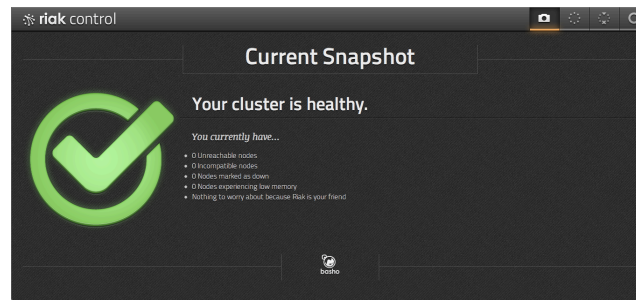 riak control
Current Snapshot
Your cluster is healthy.
You currently have...
0 Unreachable nodes
0 Incompatible nodes
0 Nodes marked as down
0 Nodes experiencing low memory
Nothing to worry about because Riak is your friend
basho